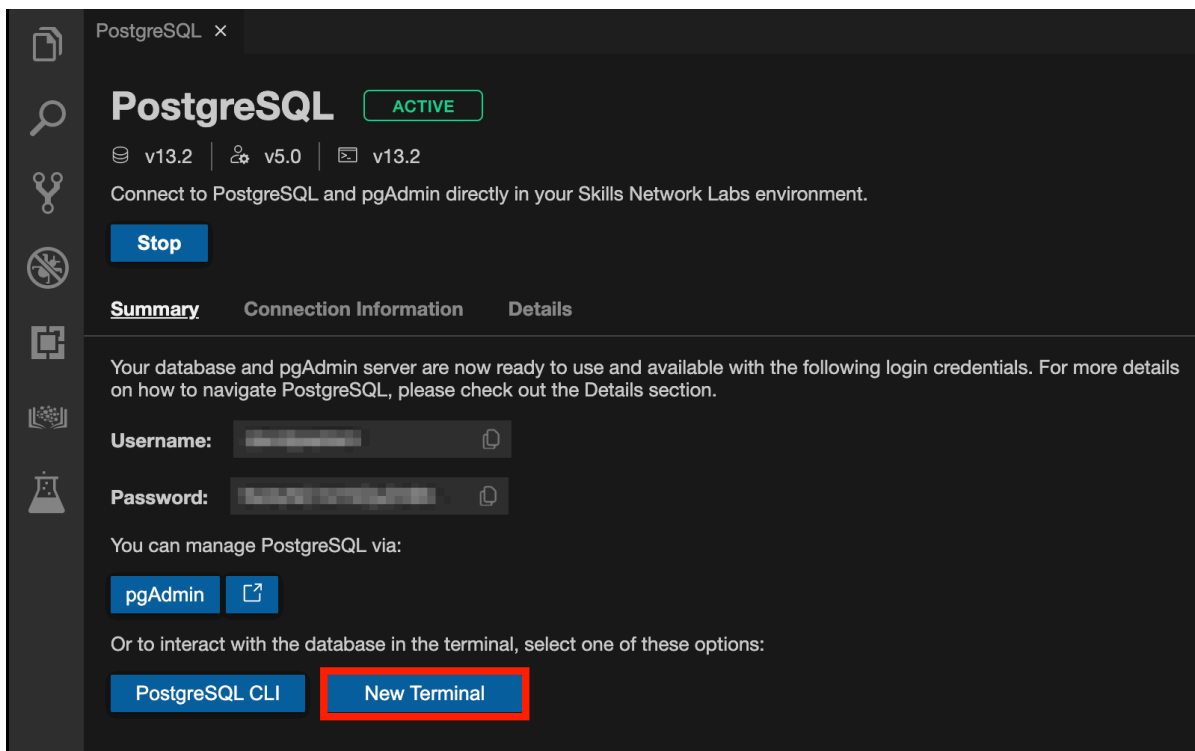 PostgreSQL ×
PostgreSQL ACTIVE
v13.2 v5.0 v13.2
Connect to PostgreSQL and pgAdmin directly in your Skills Network Labs environment.
Stop
Summary Connection Information Details
Your database and pgAdmin server are now ready to use and available with the following login credentials. For more details
on how to navigate PostgreSQL, please check out the Details section.
Username:
Password:
You can manage PostgreSQL via:
pgAdmin
Or to interact with the database in the terminal, select one of these options:
PostgreSQL CLI New Terminal